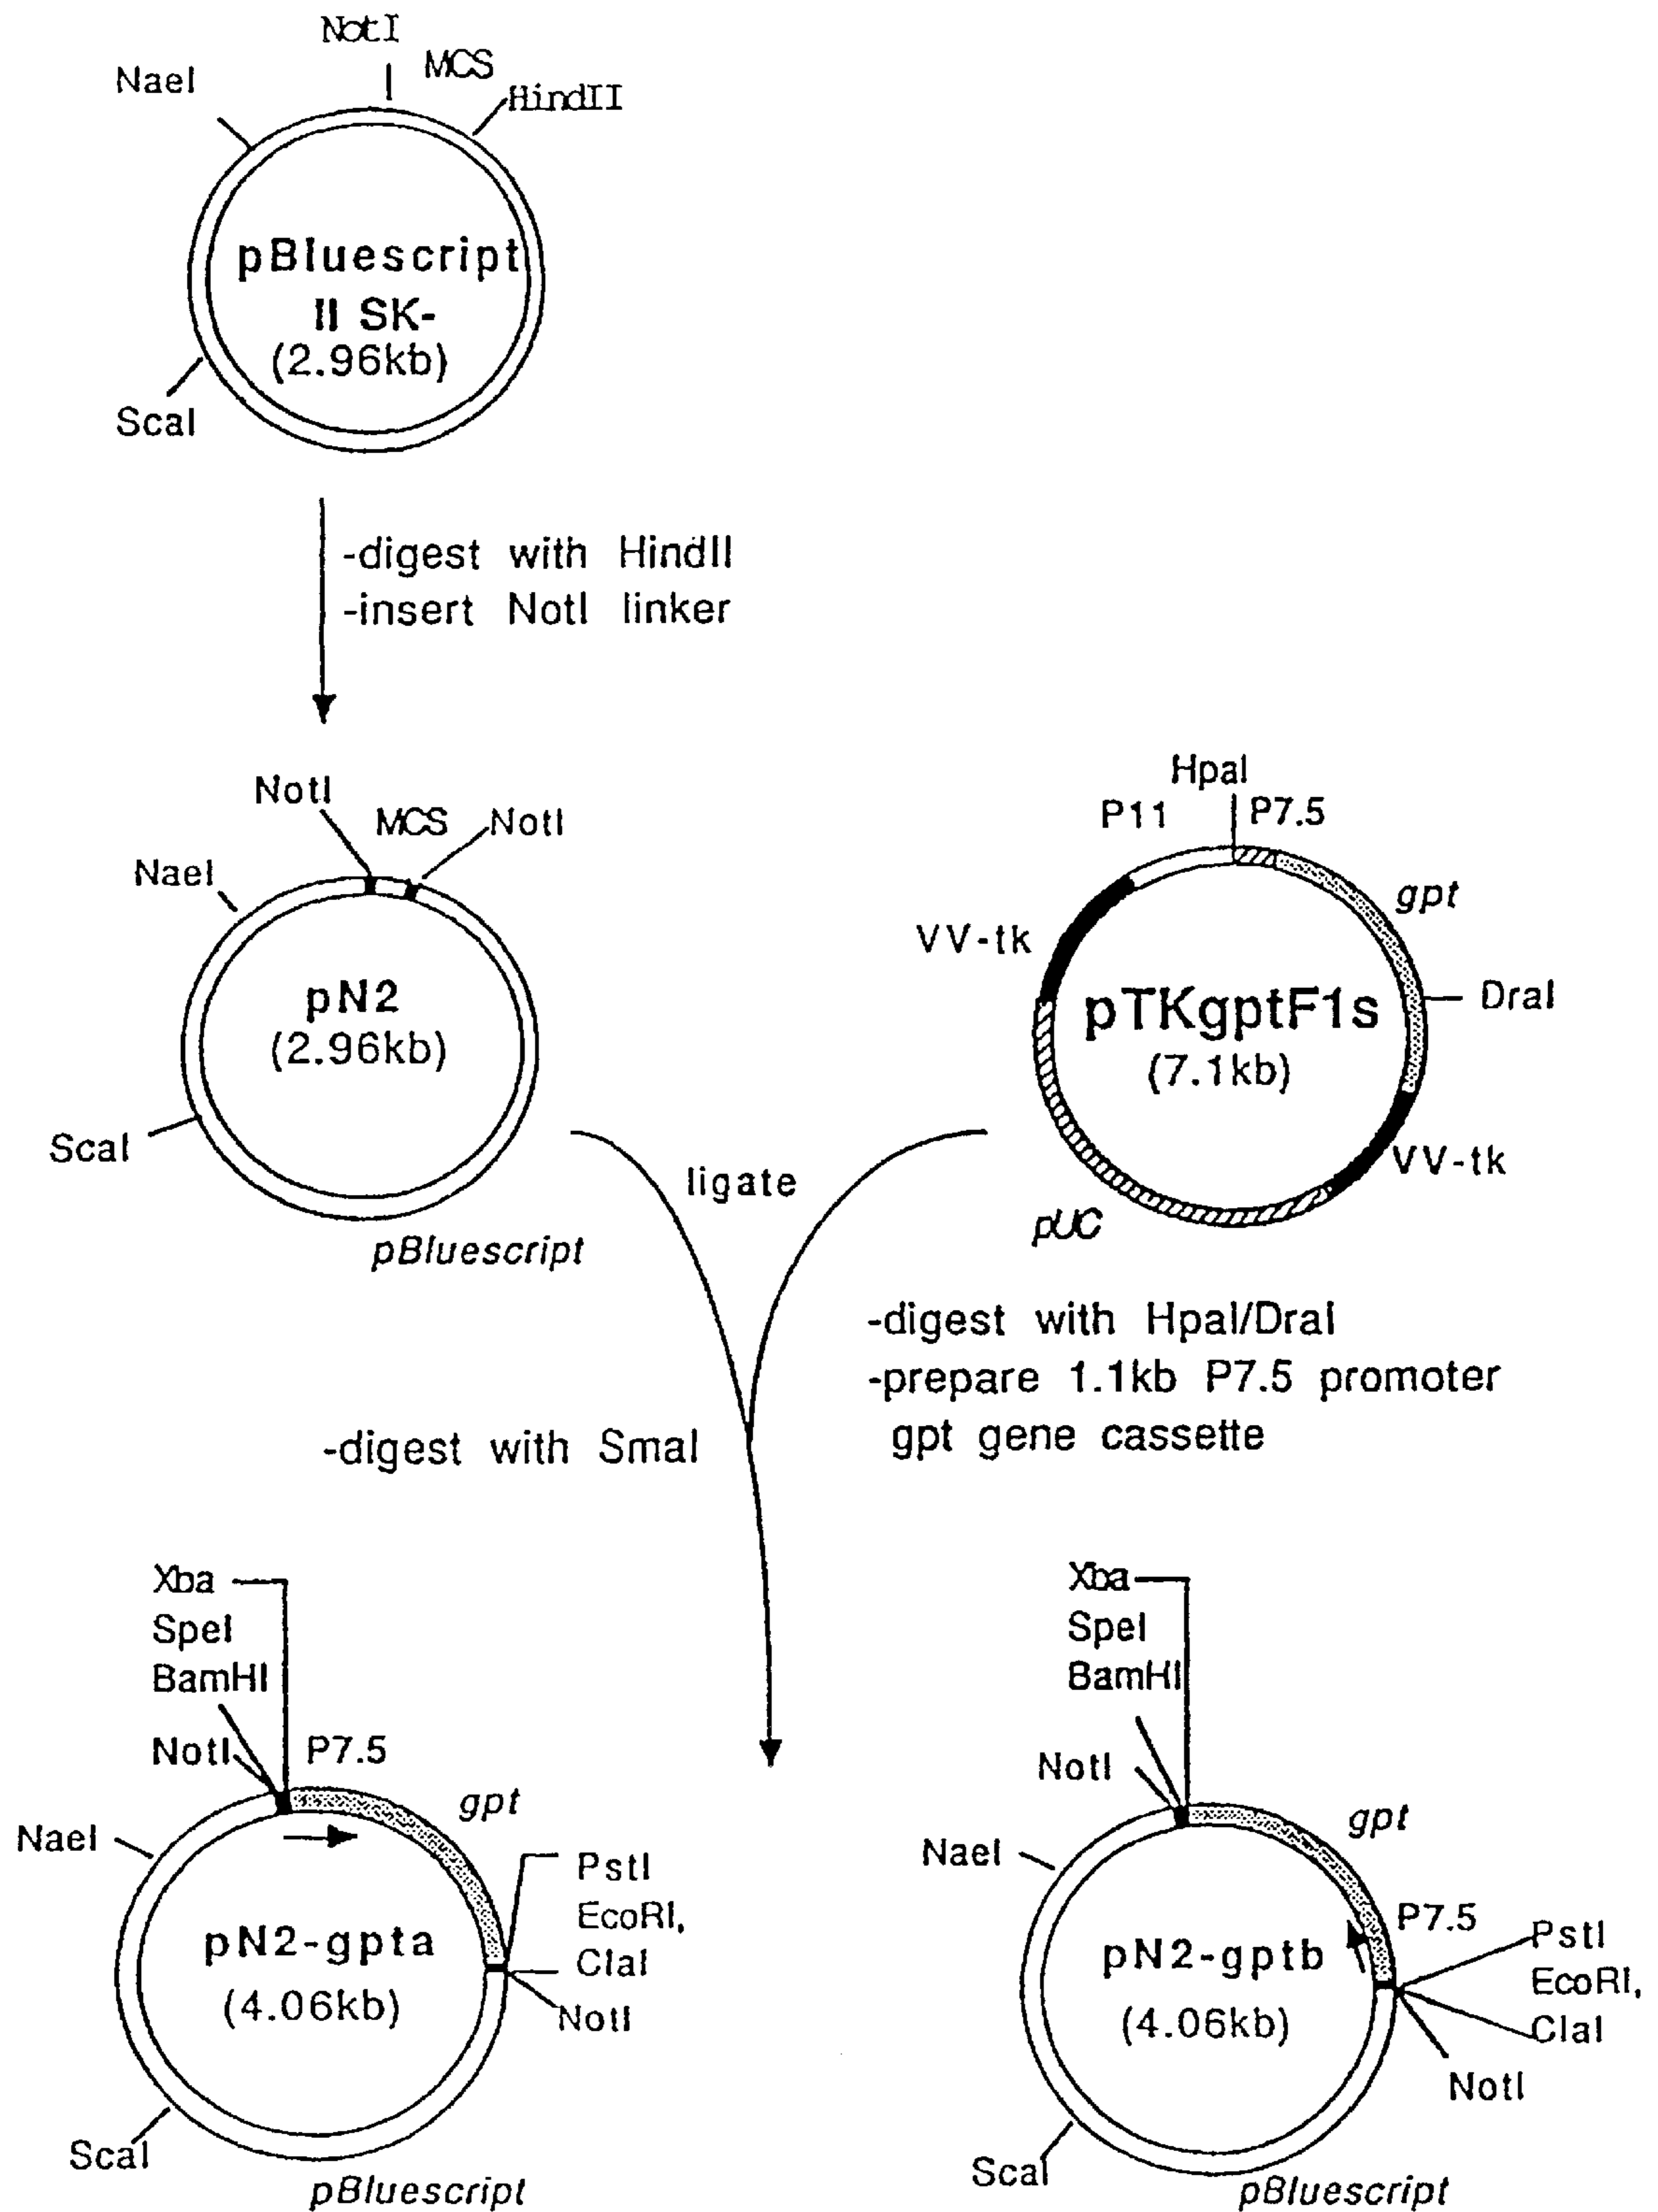 NotI
MCS
NaeI
HindII
pBluescript
II SK-
(2.96kb)
ScaI
-digest with HindII
-insert NotI linker
NotI
MCS
NotI
NaeI
pN2
(2.96kb)
ScaI
pBluescript
HpaI
P11
P7.5
gpt
VV-tk
DraI
pTKgptF1s
(7.1kb)
VV-tk
pUC
ligate
-digest with HpaI/DraI
-prepare 1.1kb P7.5 promoter
gpt gene cassette
-digest with SmaI
Xba
SpeI
BamHI
NotI
P7.5
gpt
NaeI
PstI
EcoRI,
ClaI
NotI
pN2-gpta
(4.06kb)
ScaI
pBluescript
Xba
SpeI
BamHI
NotI
gpt
NaeI
P7.5
PstI
EcoRI,
ClaI
NotI
pN2-gptb
(4.06kb)
ScaI
pBluescript